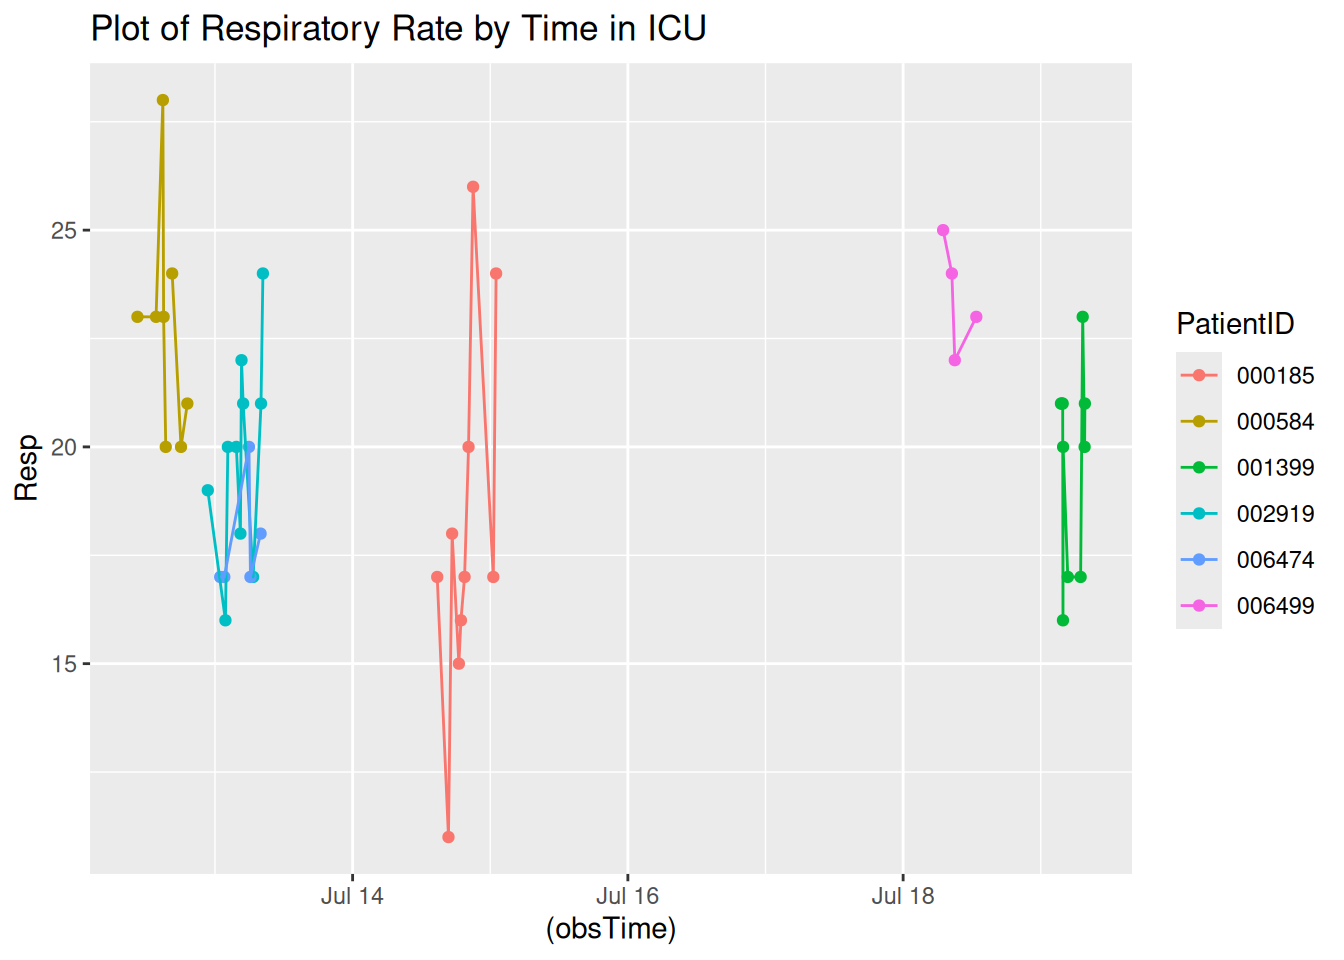 Plot of Respiratory Rate by Time in ICU
Resp
25
20
15
Jul 14
Jul 16
Jul 18
(obsTime)
PatientID
000185
000584
001399
002919
006474
006499